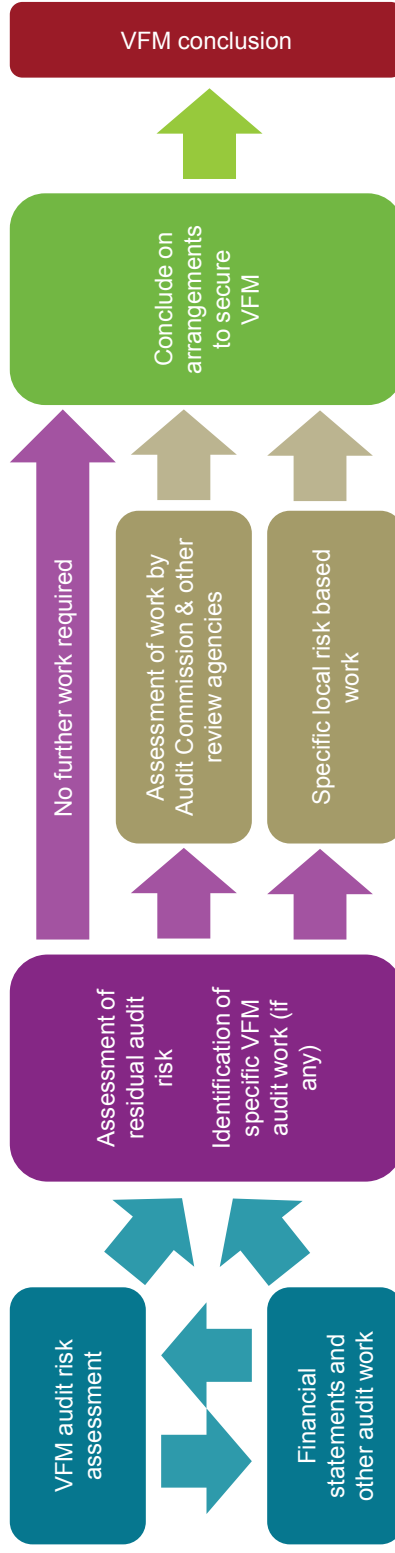 VFM audit risk
assessment
Financial
statements and
other audit work
Assessment of
residual audit
risk
Identification of
specific VFM
audit work (if
any)
No further work required
Assessment of work by
Audit Commission & other
review agencies
Specific local risk based
work
Conclude on
arrangements
to secure
VFM
VFM conclusion